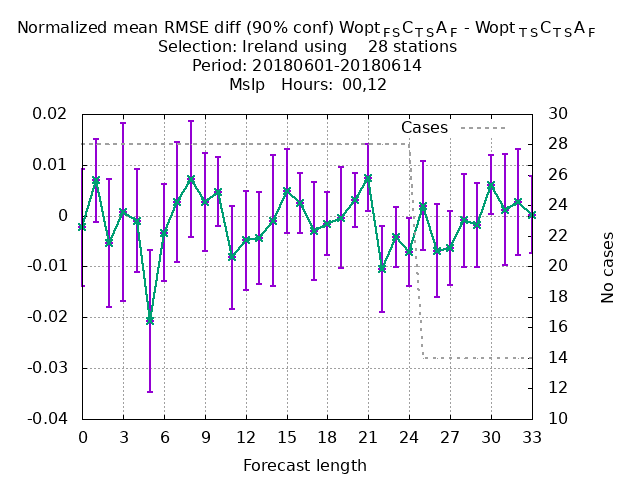 Normalized mean RMSE diff (90% conf) Wopt FS C TS A F - Wopt TS C TS A F
Selection: Ireland using 28 stations
Period: 20180601-20180614
Mslp Hours: 00,12
Cases
0.02
0.01
0
-0.01
-0.02
-0.03
-0.04
30
28
26
24
22
20
18
16
14
12
10
No cases
0 3 6 9 12 15 18 21 24 27 30 33
Forecast length